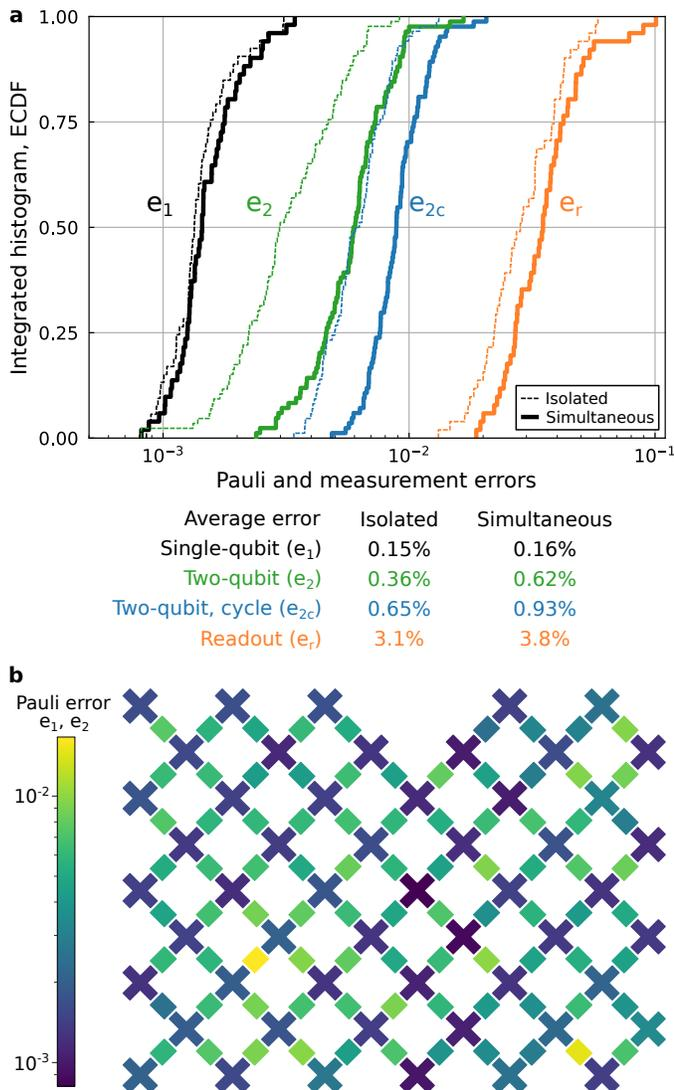 a
Integrated histogram, ECDF
1.00
0.75
0.50
0.25
0.00
e₁
e₂
e₂c
eᵣ
Isolated
Simultaneous
10⁻³
10⁻²
10⁻¹
Pauli and measurement errors
Average error Isolated Simultaneous
Single-qubit (e₁) 0.15% 0.16%
Two-qubit (e₂) 0.36% 0.62%
Two-qubit, cycle (e₂c) 0.65% 0.93%
Readout (eᵣ) 3.1% 3.8%
b
Pauli error
e₁, e₂
10⁻²
10⁻³